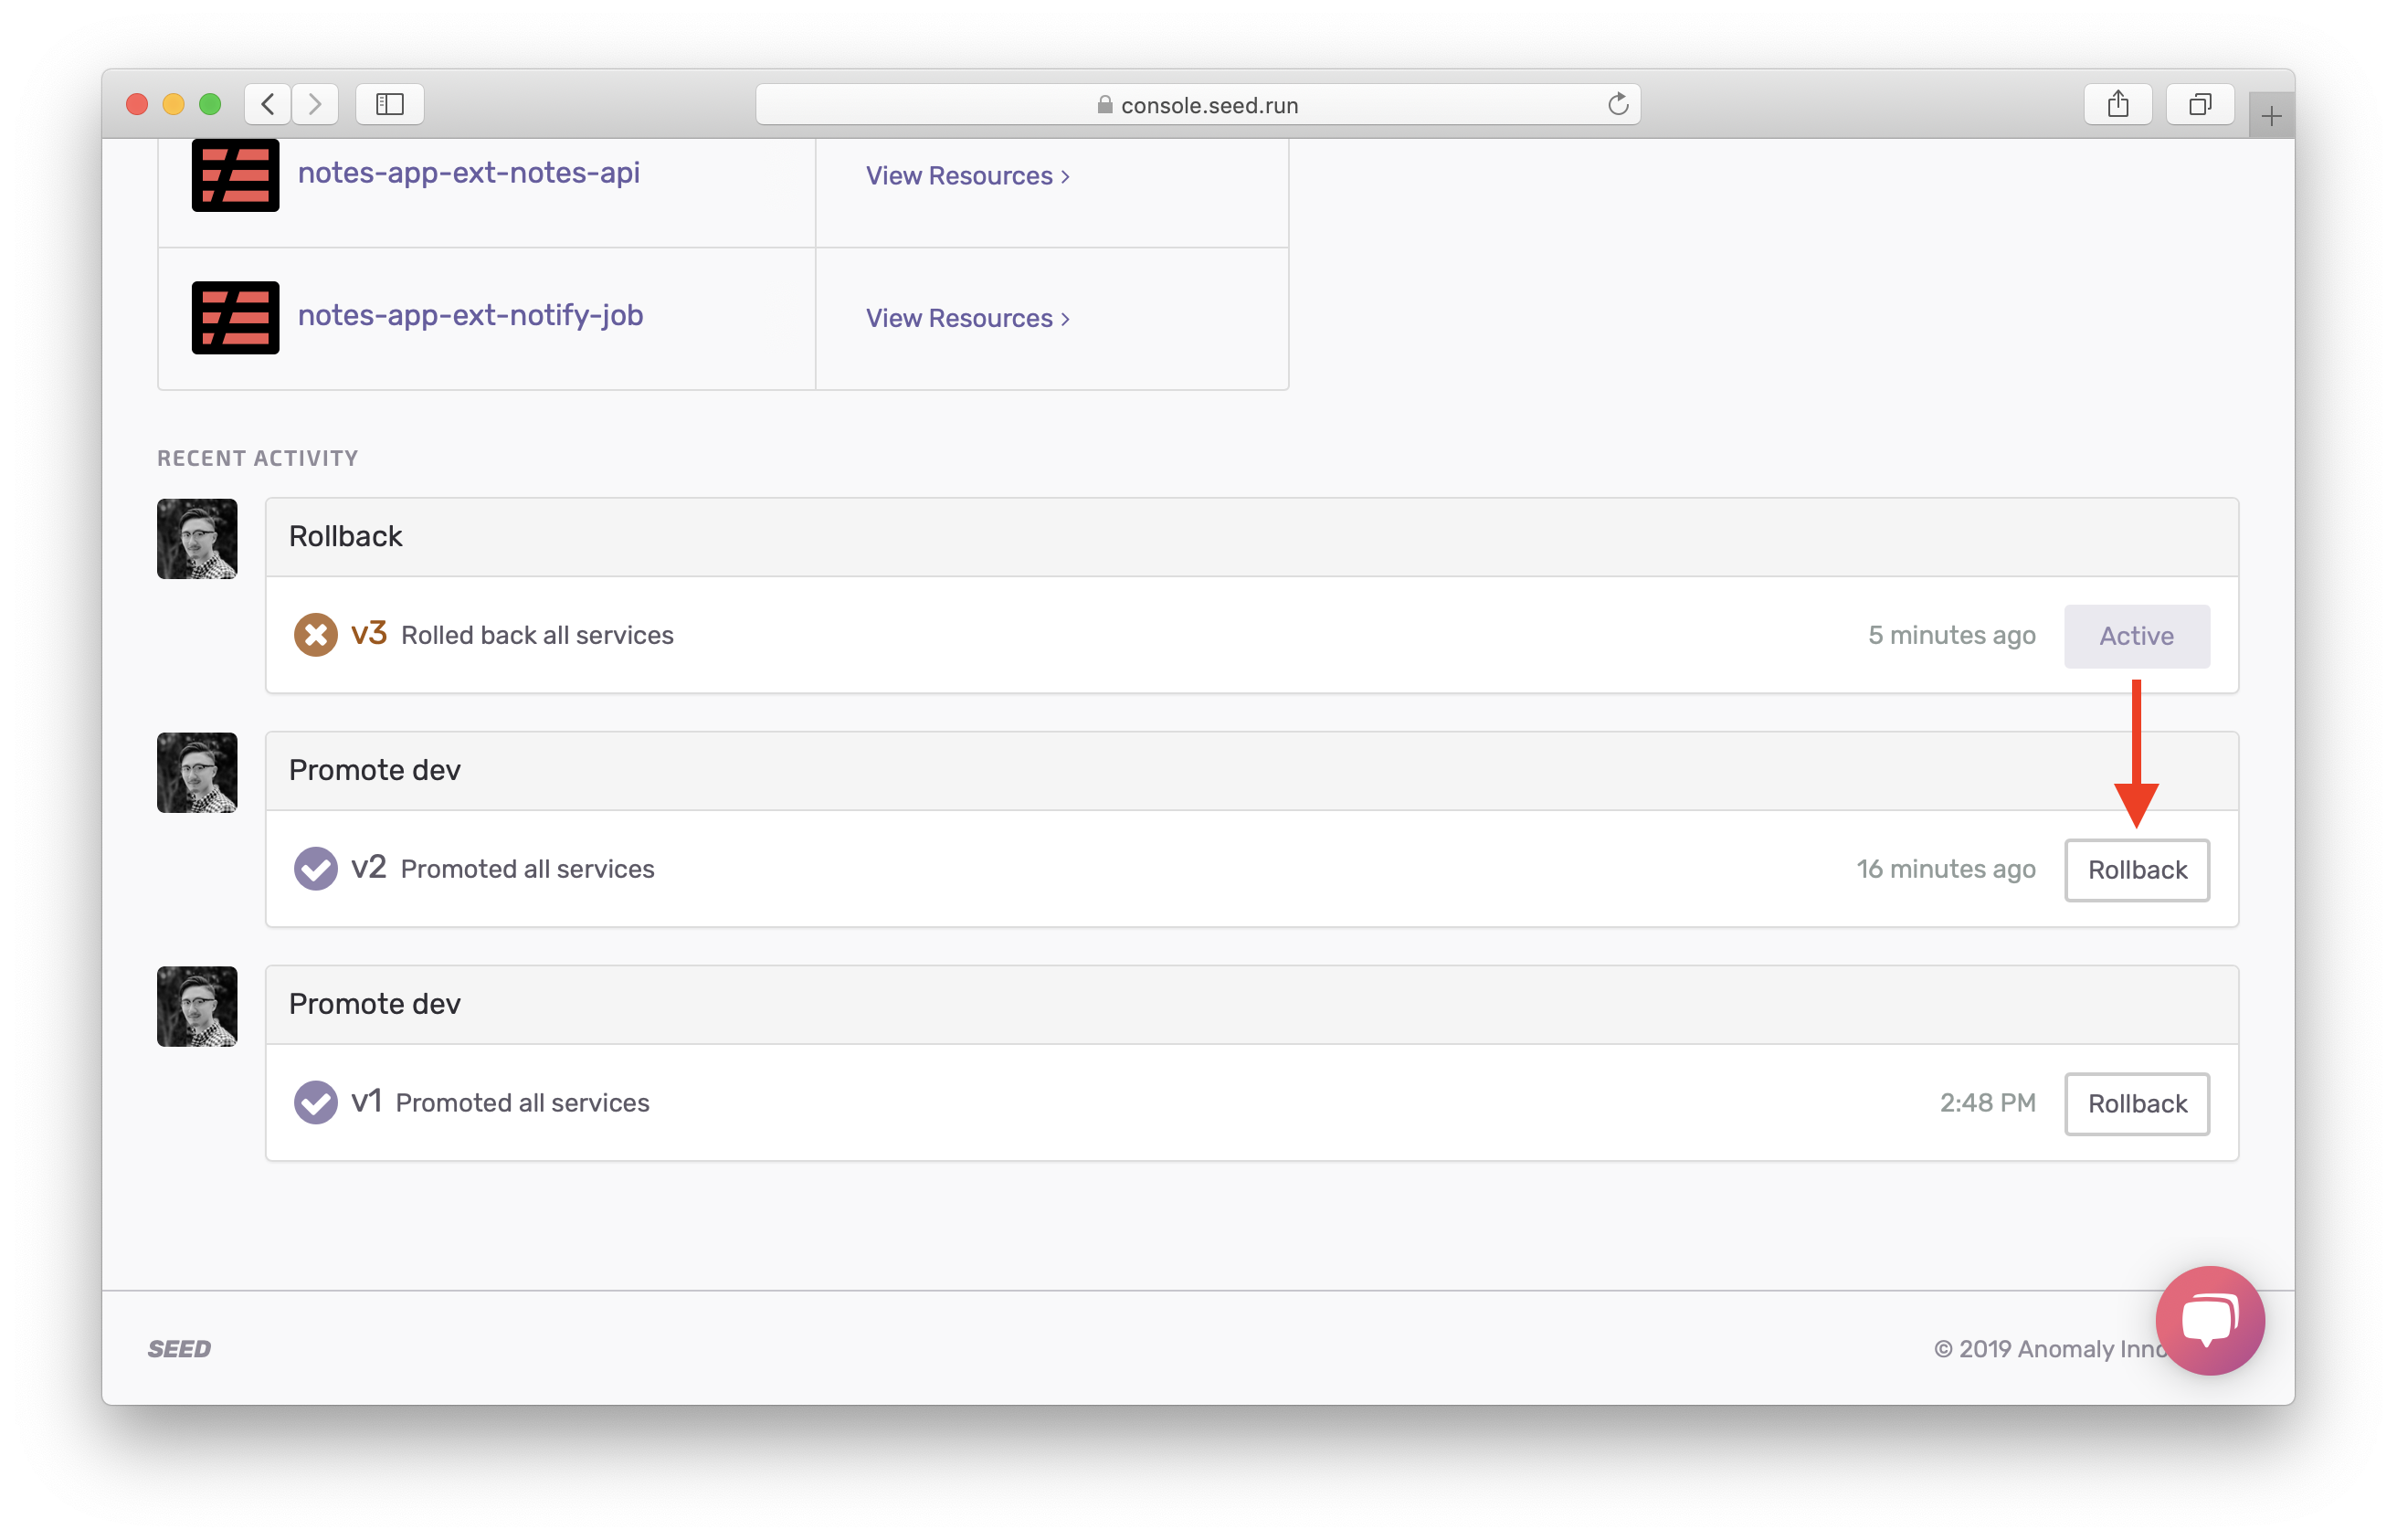 console.seed.run
notes-app-ext-notes-api
View Resources ›
notes-app-ext-notify-job
View Resources ›
RECENT ACTIVITY
Rollback
v3 Rolled back all services
5 minutes ago
Active
Promote dev
v2 Promoted all services
16 minutes ago
Rollback
Promote dev
v1 Promoted all services
2:48 PM
Rollback
SEED
© 2019 Anomaly Inno